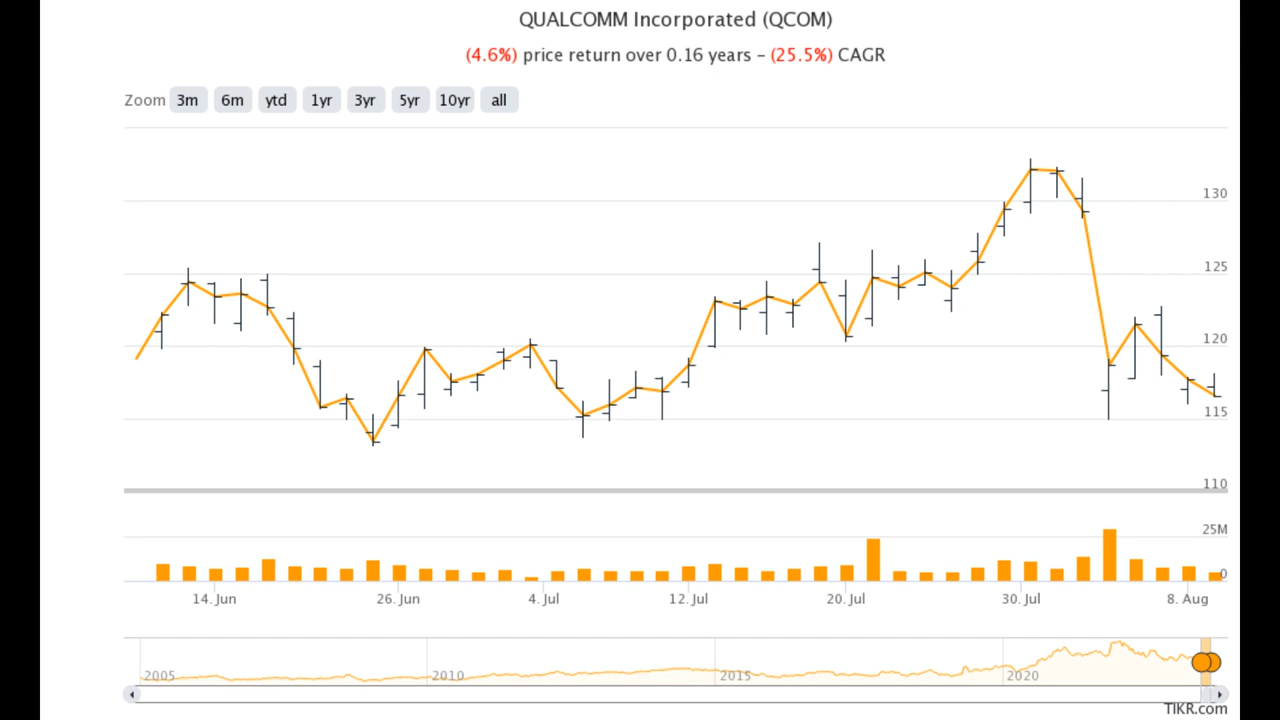 QUALCOMM Incorporated (QCOM)
(4.6%) price return over 0.16 years – (25.5%) CAGR
Zoom 3m 6m ytd 1yr 3yr 5yr 10yr all
130
125
120
115
110
25M
0
14. Jun 26. Jun 4. Jul 12. Jul 20. Jul 30. Jul 8. Aug
2005 2010 2015 2020
TIKR.com